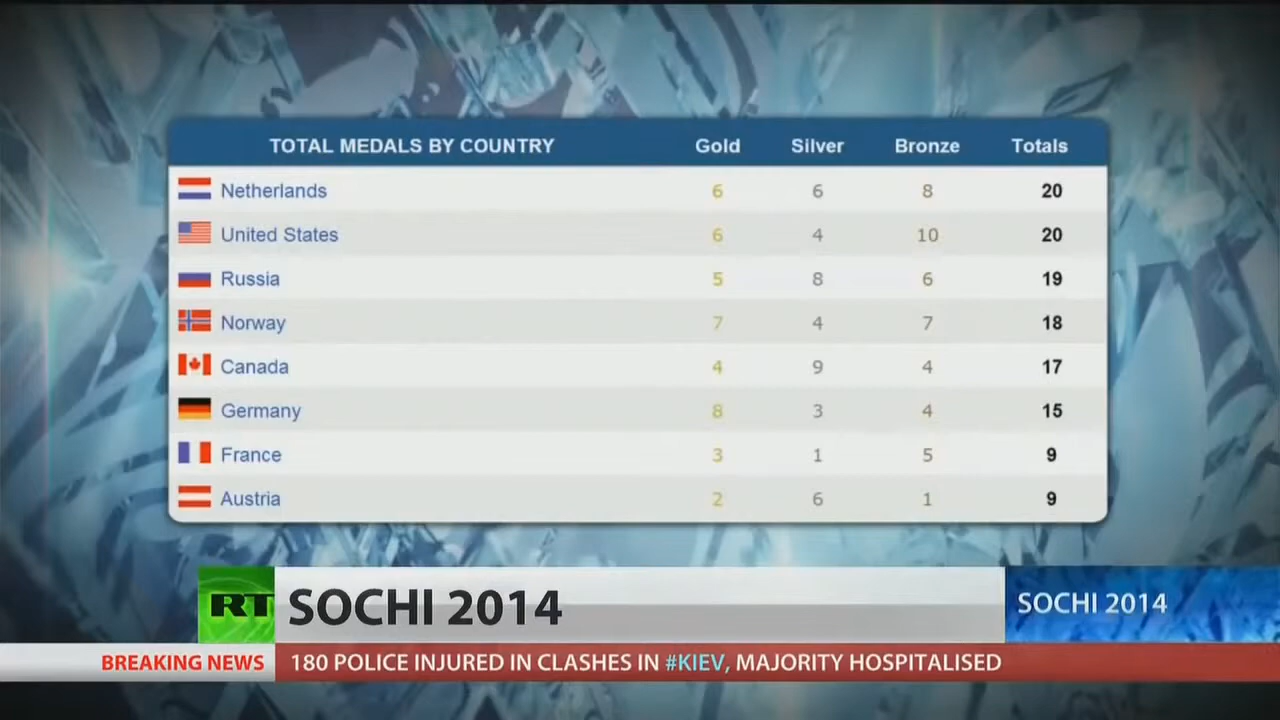 TOTAL MEDALS BY COUNTRY Gold Silver Bronze Totals
Netherlands 6 6 8 20
United States 6 4 10 20
Russia 5 8 6 19
Norway 7 4 7 18
Canada 4 9 4 17
Germany 8 3 4 15
France 3 1 5 9
Austria 2 6 1 9
RT SOCHI 2014 SOCHI 2014
BREAKING NEWS 180 POLICE INJURED IN CLASHES IN #KIEV, MAJORITY HOSPITALISED